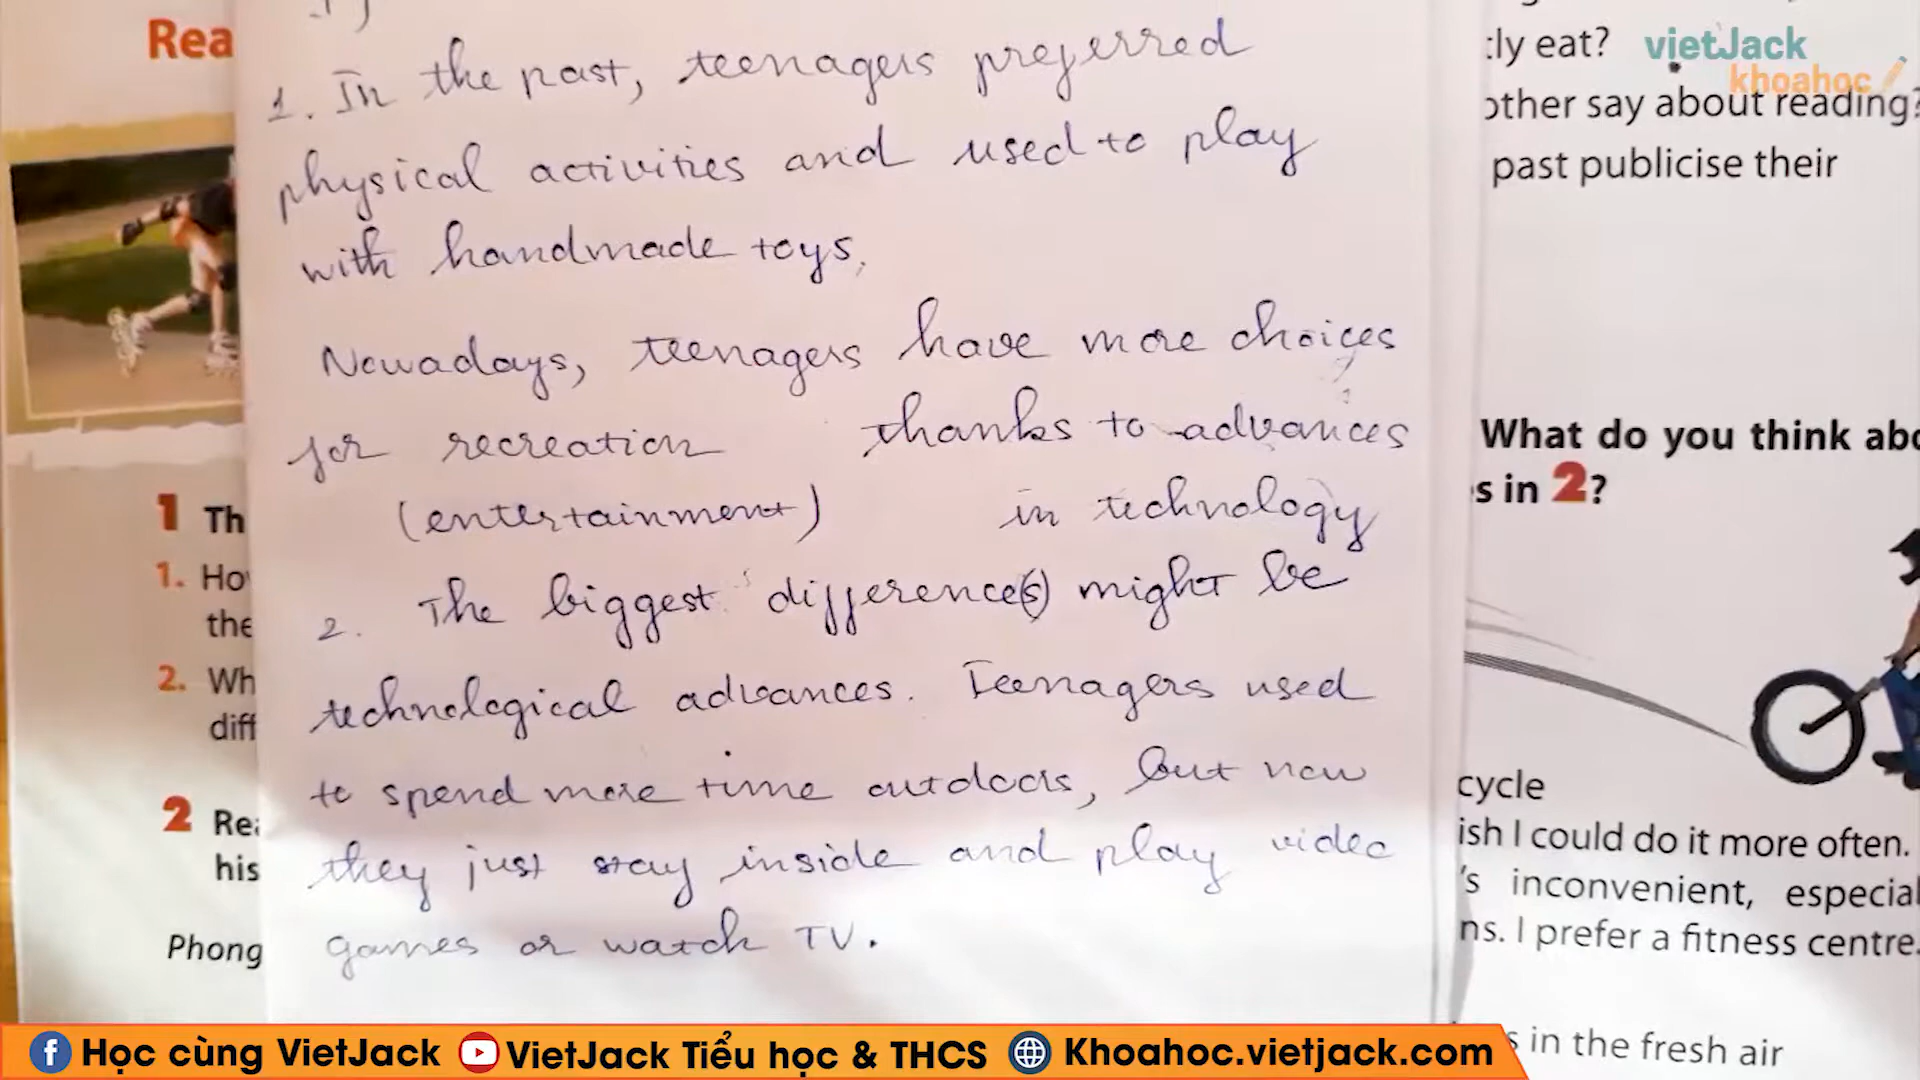 Rea
1. In the past, teenagers preferred
physical activities and used to play
with handmade toys.
Nowadays, teenagers have more choices
for recreation thanks to advances
(entertainment) in technology
2. The biggest difference(s) might be
technological advances. Teenagers used
to spend more time outdoors, but now
they just stay inside and play video
games or watch TV.
1 Th
1. Ho
the
2. Wh
diff
2 Rea
his
Phong
tly eat?
other say about reading?
past publicise their
What do you think abo
s in 2?
cycle
ish I could do it more often.
's inconvenient, especial
ns. I prefer a fitness centre.
s in the fresh air
vietJack
khoahoc
Học cùng VietJack VietJack Tiểu học & THCS Khoahoc.vietjack.com